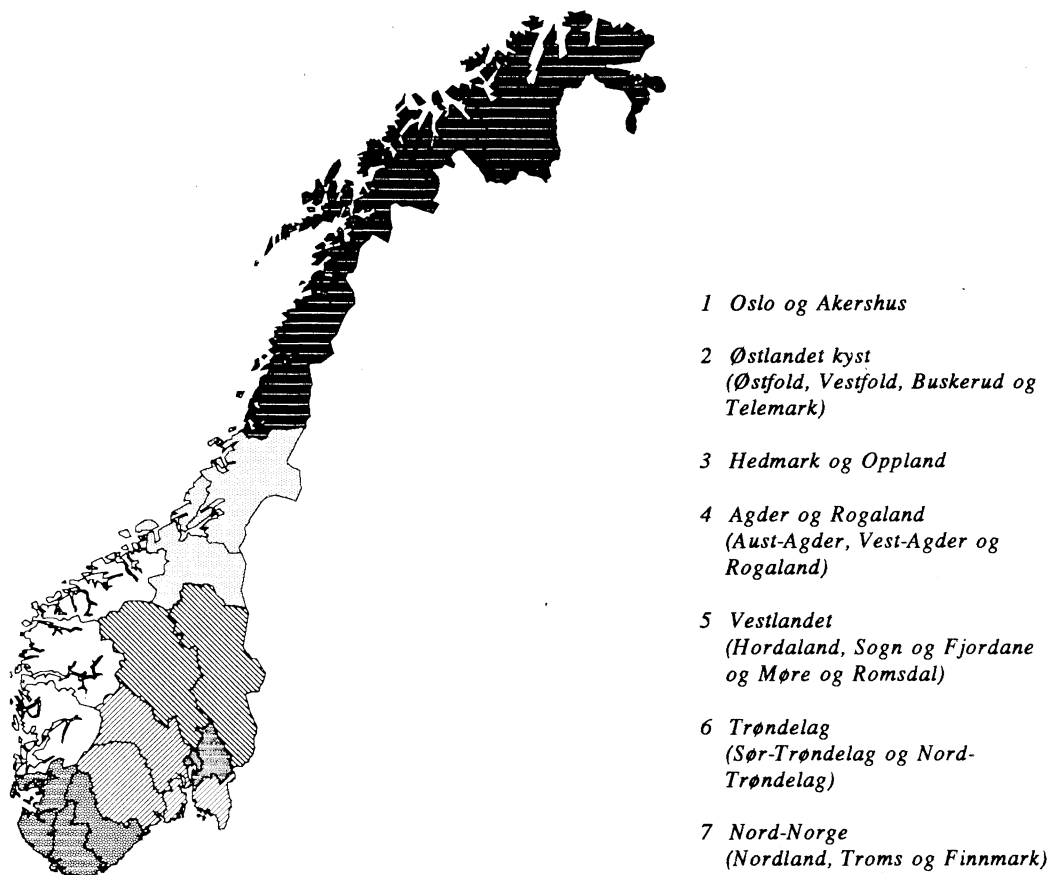 1 Oslo og Akershus
2 Østlandet kyst
(Østfold, Vestfold, Buskerud og
Telemark)
3 Hedmark og Oppland
4 Agder og Rogaland
(Aust-Agder, Vest-Agder og
Rogaland)
5 Vestlandet
(Hordaland, Sogn og Fjordane
og Møre og Romsdal)
6 Trøndelag
(Sør-Trøndelag og Nord-
Trøndelag)
7 Nord-Norge
(Nordland, Troms og Finnmark)